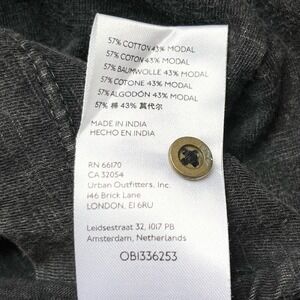 57% COTTON 43% MODAL
57% COTON 43% MODAL
57% BAUMWOLLE 43% MODAL
57% COTONE 43% MODAL
57% ALGODÓN 43% MODAL
57% 棉 43% 莫代尔
MADE IN INDIA
HECHO EN INDIA
RN 66170
CA 32054
Urban Outfitters, Inc.
146 Brick Lane
LONDON, E1 6RU
Leidsestraat 32, 1017 PB
Amsterdam, Netherlands
OB1336253